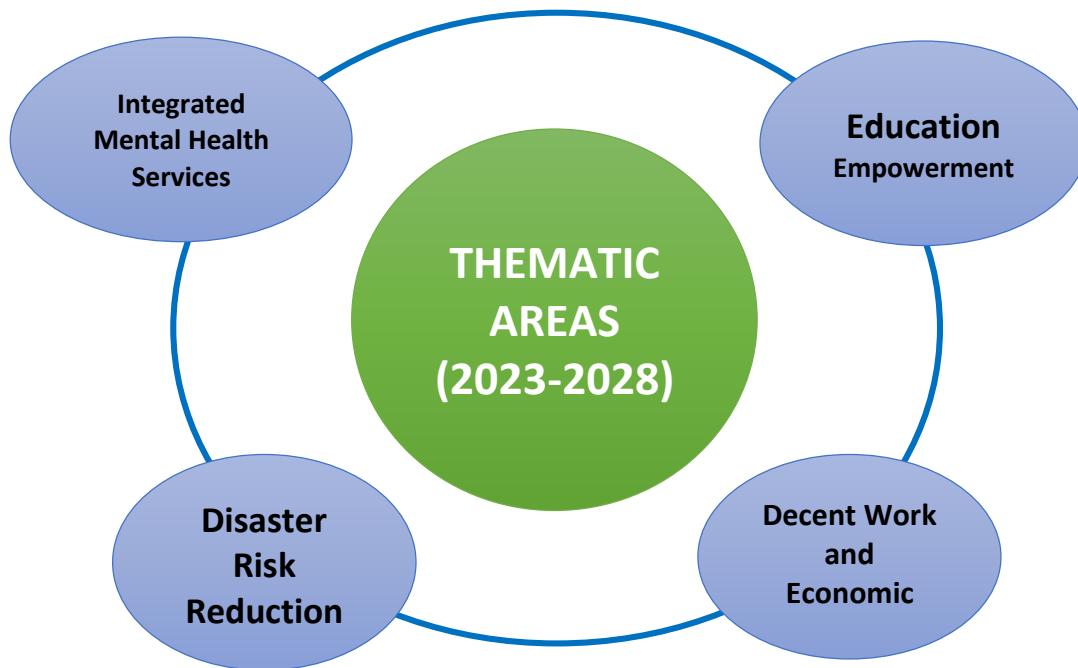 Integrated
Mental Health
Services
Education
Empowerment
THEMATIC
AREAS
(2023-2028)
Disaster
Risk
Reduction
Decent Work
and
Economic